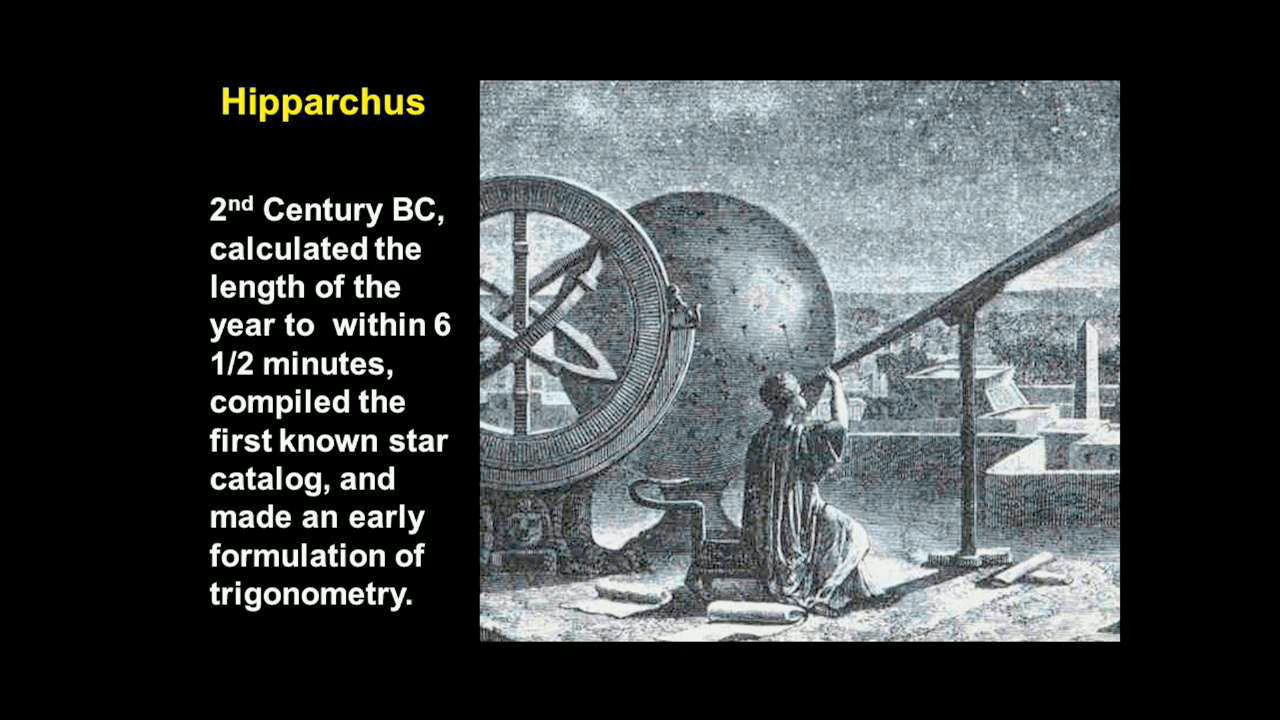 Hipparchus
2nd Century BC,
calculated the
length of the
year to within 6
1/2 minutes,
compiled the
first known star
catalog, and
made an early
formulation of
trigonometry.